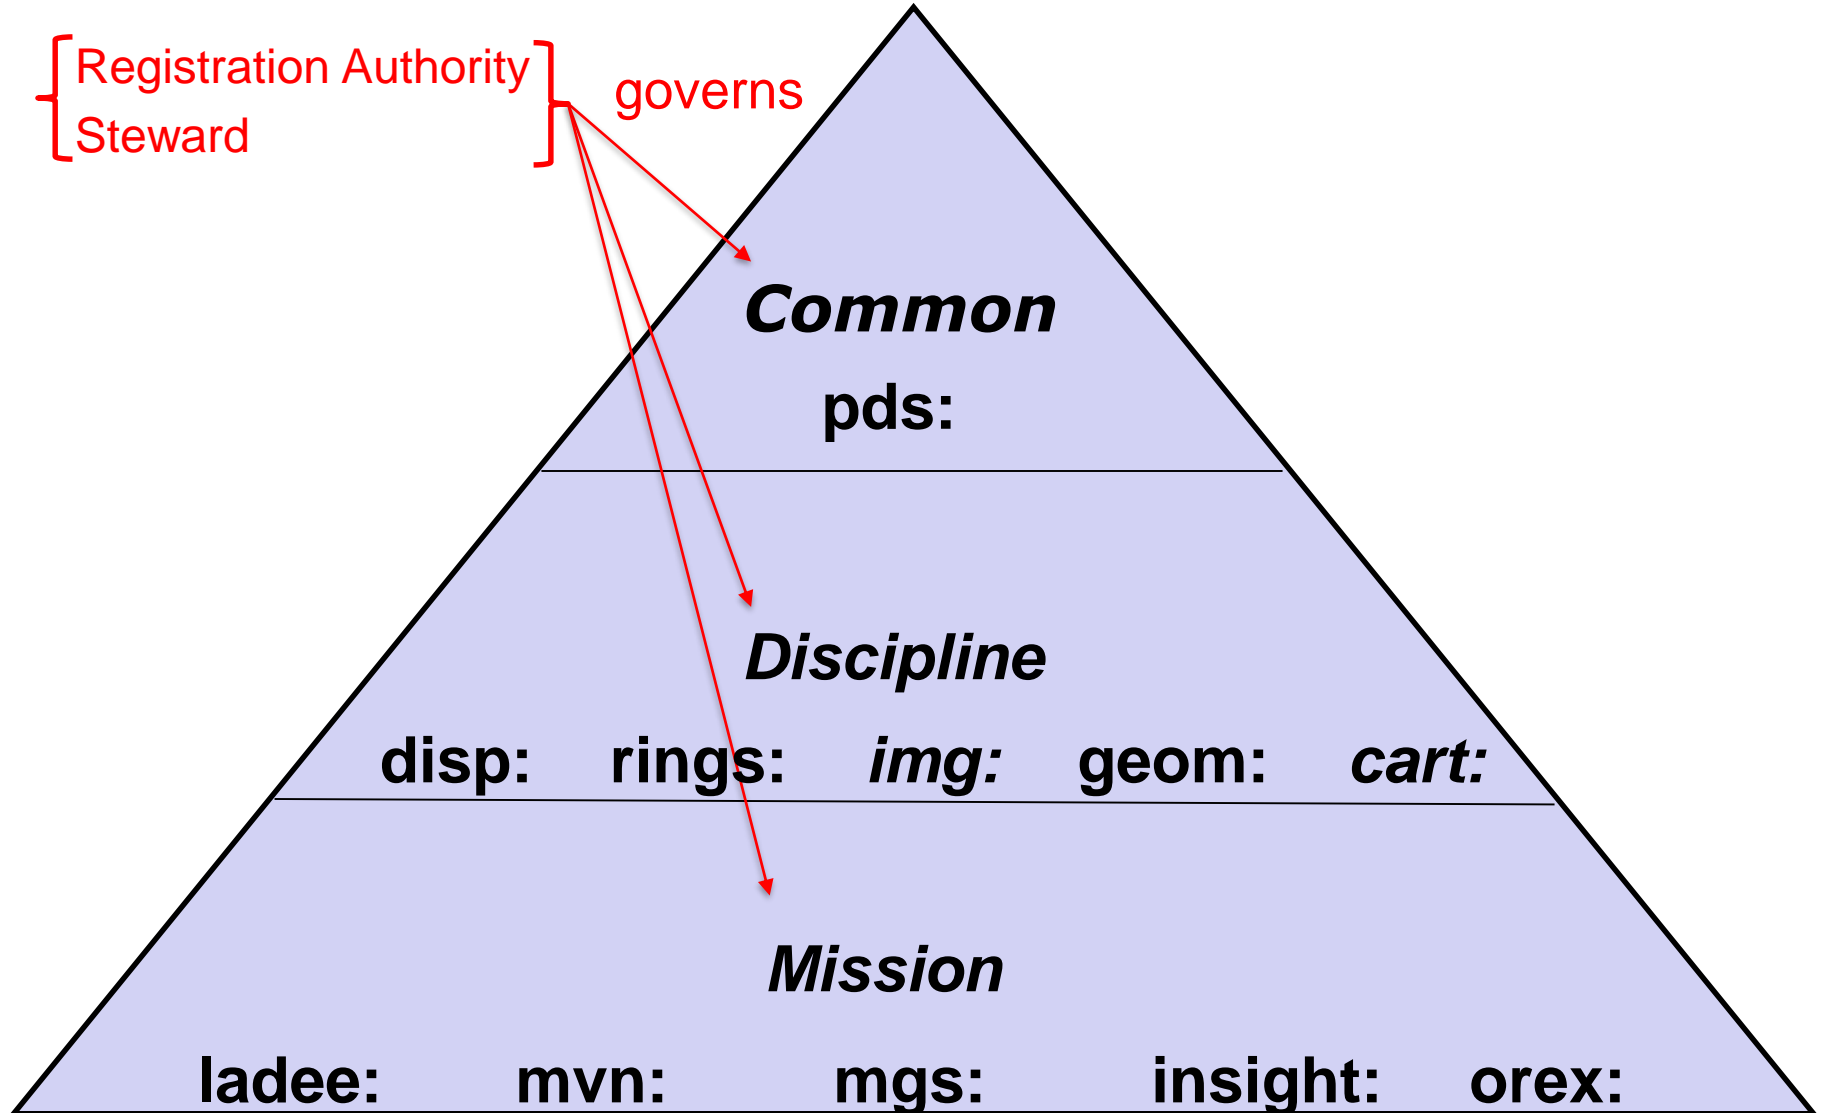 Registration Authority
Steward
governs
Common
pds:
Discipline
disp: rings: img: geom: cart:
Mission
ladee: mvn: mgs: insight: orex: